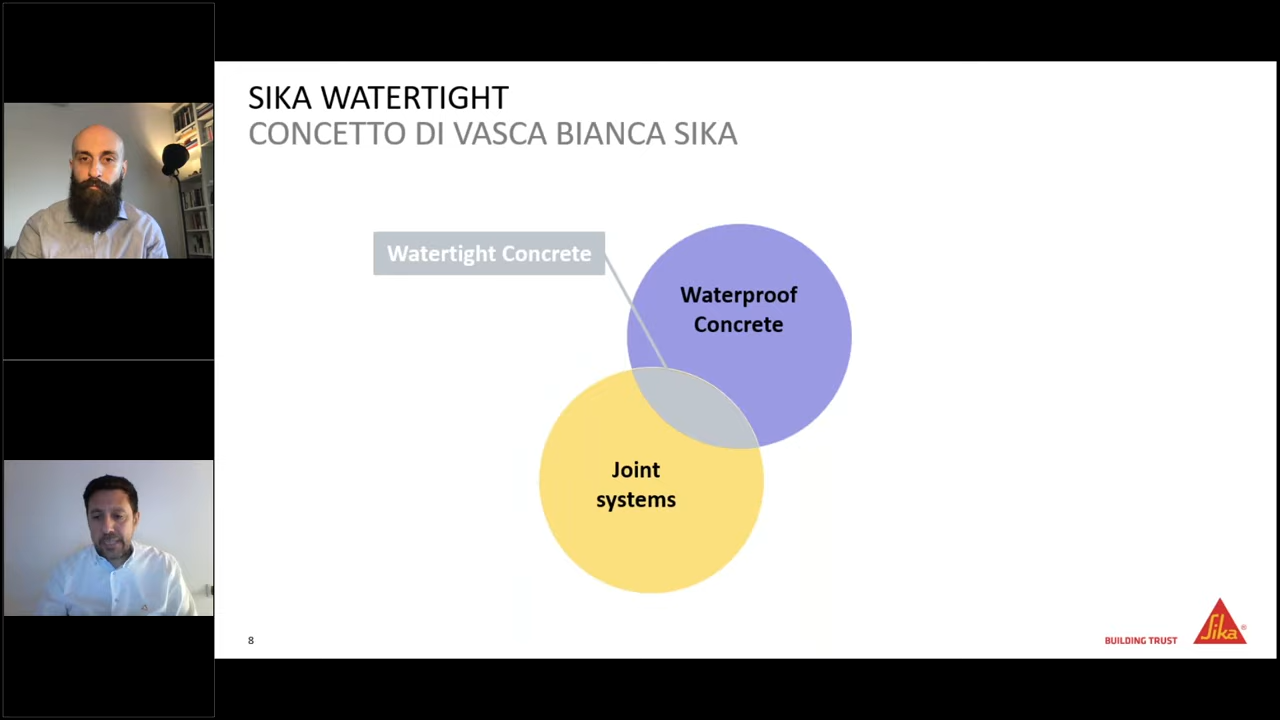 SIKA WATERTIGHT
CONCETTO DI VASCA BIANCA SIKA
Watertight Concrete
Waterproof
Concrete
Joint
systems
8
BUILDING TRUST
Sika®